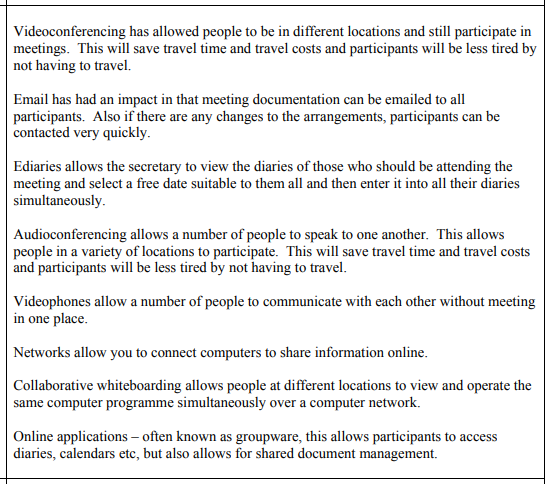 Videoconferencing has allowed people to be in different locations and still participate in
meetings.  This will save travel time and travel costs and participants will be less tired by
not having to travel.
Email has had an impact in that meeting documentation can be emailed to all
participants.  Also if there are any changes to the arrangements, participants can be
contacted very quickly.
Ediaries allows the secretary to view the diaries of those who should be attending the
meeting and select a free date suitable to them all and then enter it into all their diaries
simultaneously.
Audioconferencing allows a number of people to speak to one another.  This allows
people in a variety of locations to participate.  This will save travel time and travel costs
and participants will be less tired by not having to travel.
Videophones allow a number of people to communicate with each other without meeting
in one place.
Networks allow you to connect computers to share information online.
Collaborative whiteboarding allows people at different locations to view and operate the
same computer programme simultaneously over a computer network.
Online applications – often known as groupware, this allows participants to access
diaries, calendars etc, but also allows for shared document management.